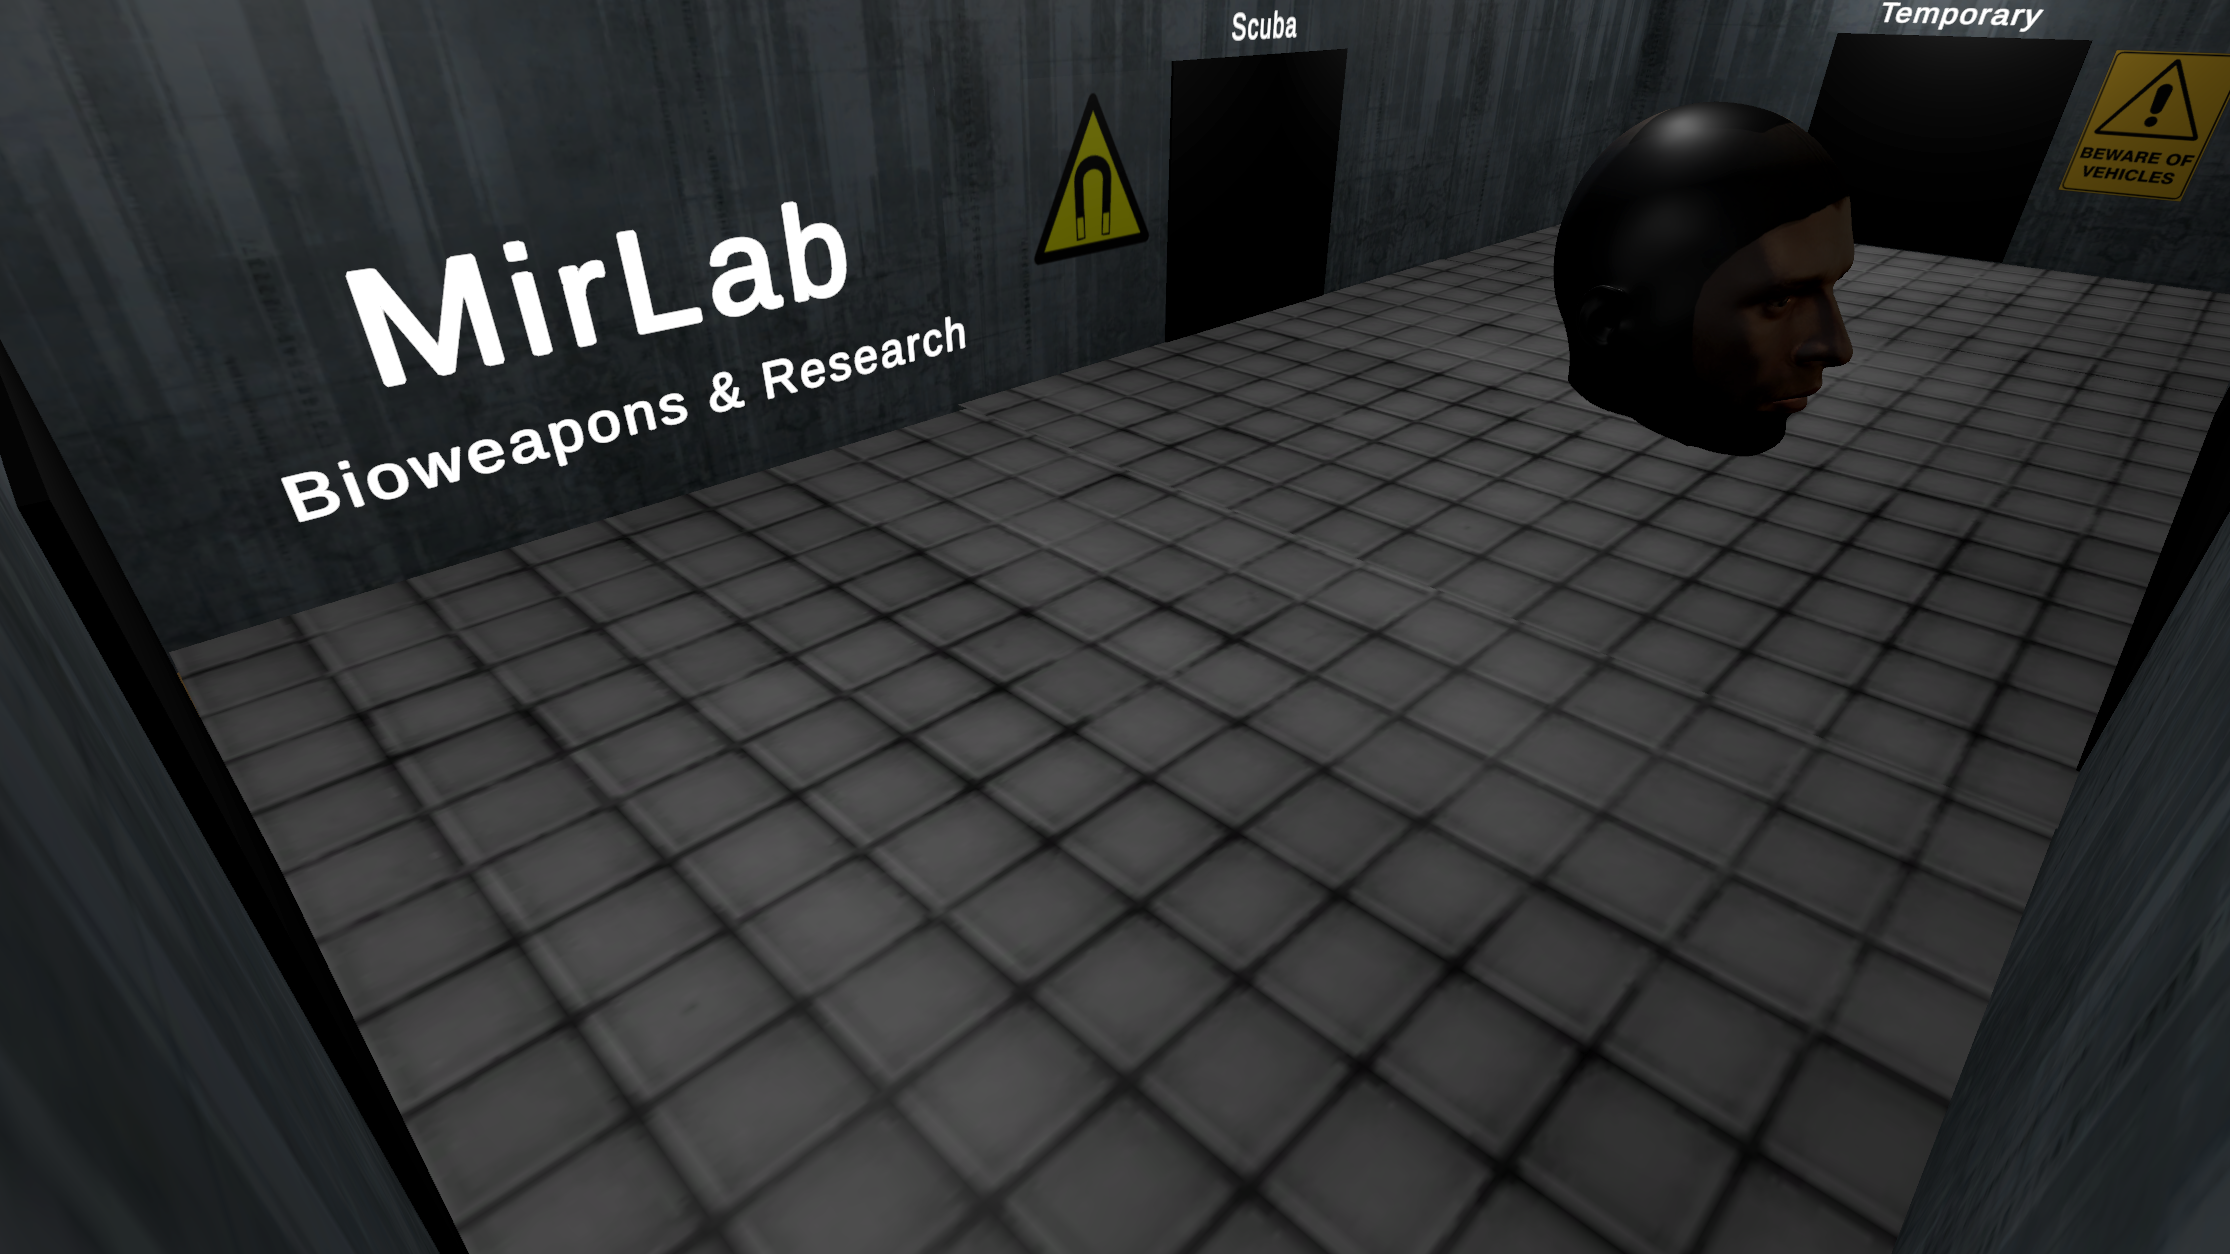 Scuba
Temporary
MirLab
Bioweapons & Research
BEWARE OF
VEHICLES